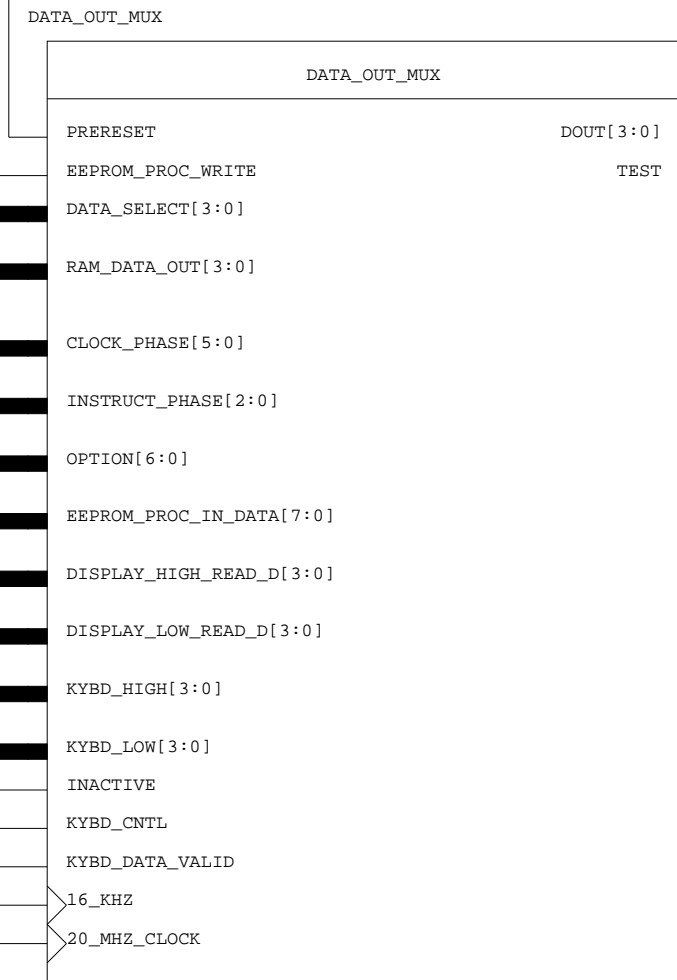 DATA_OUT_MUX
DATA_OUT_MUX
PRERESET DOUT[3:0]
EEPROM_PROC_WRITE TEST
DATA_SELECT[3:0]
RAM_DATA_OUT[3:0]
CLOCK_PHASE[5:0]
INSTRUCT_PHASE[2:0]
OPTION[6:0]
EEPROM_PROC_IN_DATA[7:0]
DISPLAY_HIGH_READ_D[3:0]
DISPLAY_LOW_READ_D[3:0]
KYBD_HIGH[3:0]
KYBD_LOW[3:0]
INACTIVE
KYBD_CNTL
KYBD_DATA_VALID
16_KHZ
20_MHZ_CLOCK